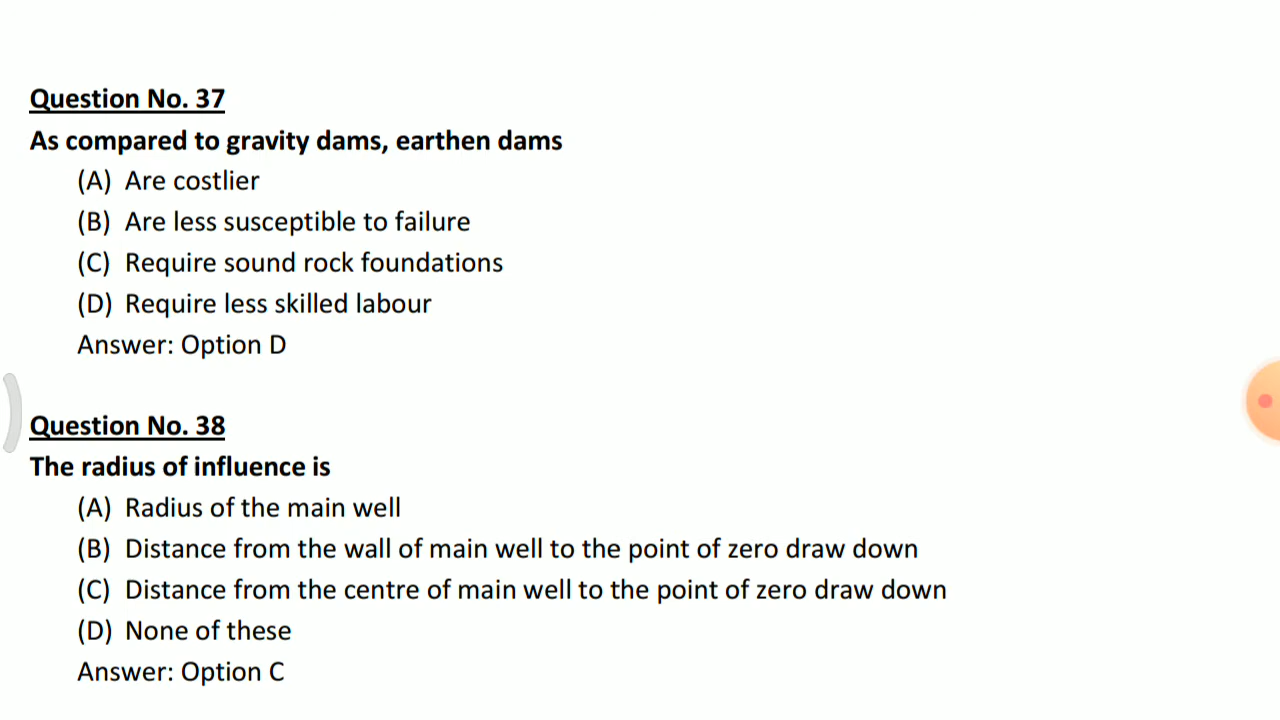 Question No. 37
As compared to gravity dams, earthen dams
(A) Are costlier
(B) Are less susceptible to failure
(C) Require sound rock foundations
(D) Require less skilled labour
Answer: Option D
Question No. 38
The radius of influence is
(A) Radius of the main well
(B) Distance from the wall of main well to the point of zero draw down
(C) Distance from the centre of main well to the point of zero draw down
(D) None of these
Answer: Option C